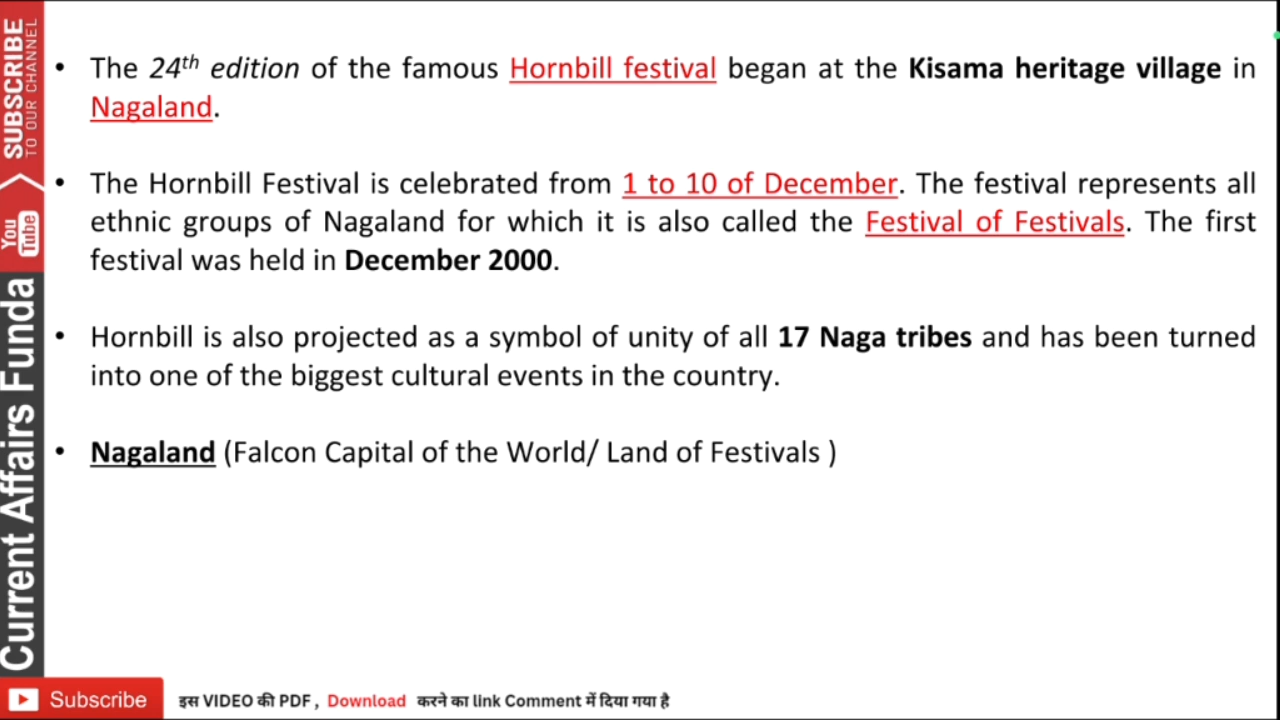 • The 24th edition of the famous Hornbill festival began at the Kisama heritage village in
Nagaland.
• The Hornbill Festival is celebrated from 1 to 10 of December. The festival represents all
ethnic groups of Nagaland for which it is also called the Festival of Festivals. The first
festival was held in December 2000.
• Hornbill is also projected as a symbol of unity of all 17 Naga tribes and has been turned
into one of the biggest cultural events in the country.
• Nagaland (Falcon Capital of the World/ Land of Festivals )
SUBSCRIBE
TO OUR CHANNEL
You
Tube
Current Affairs Funda
Subscribe
इस VIDEO की PDF , Download करने का link Comment में दिया गया है